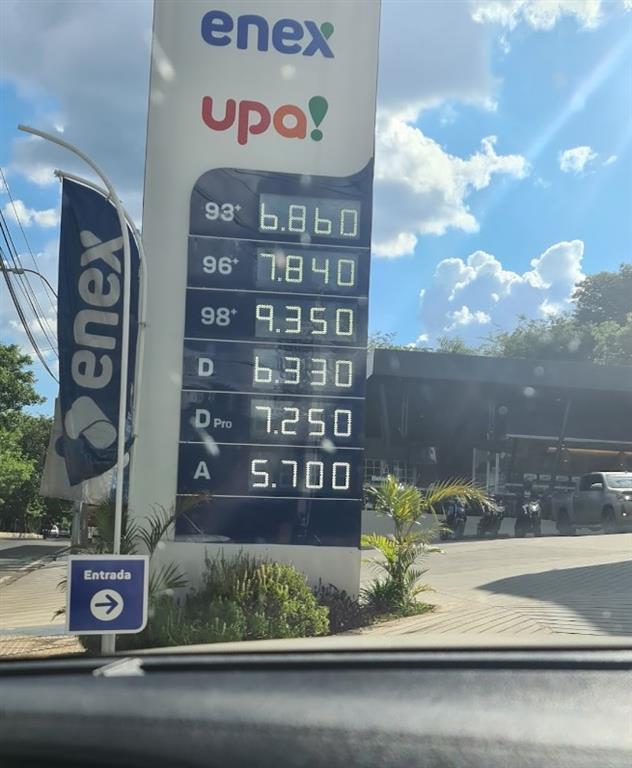 enex
upa!
93+ 6.860
96+ 7.840
98+ 9.350
D 6.330
D Pro 7.250
A 5.700
enex
Entrada